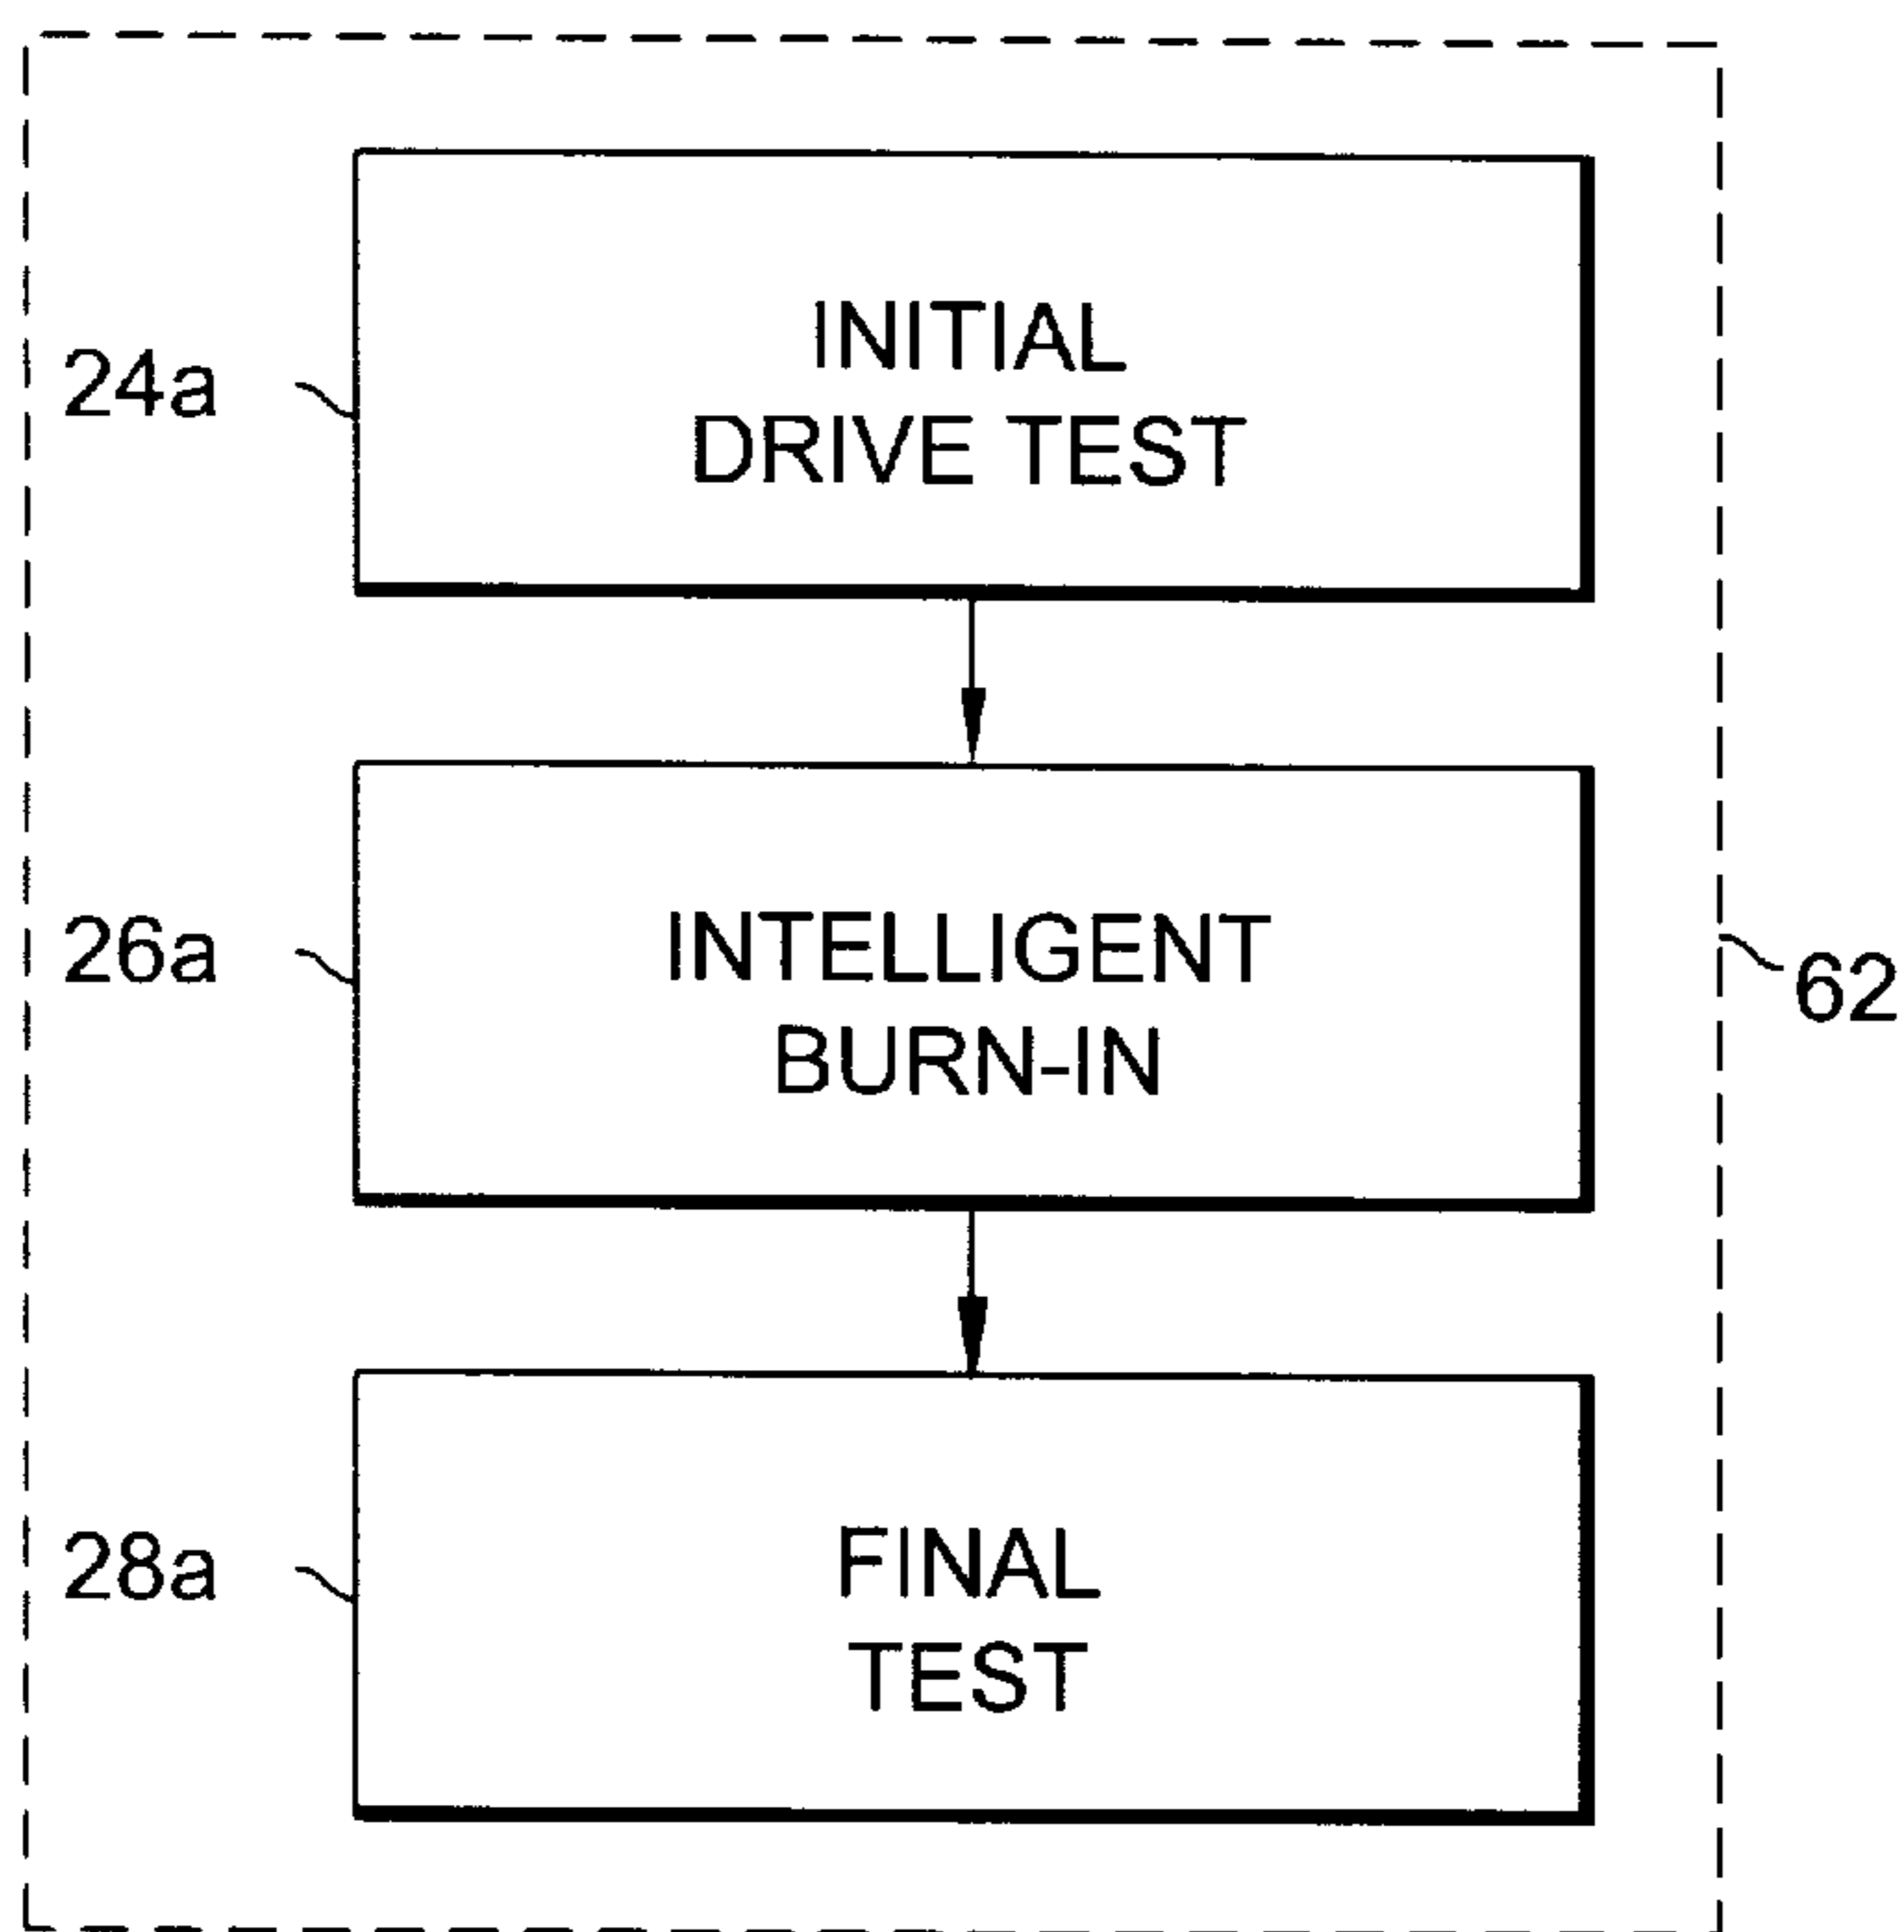 INITIAL
24a
DRIVE TEST
INTELLIGENT
26a
62
BURN-IN
FINAL
28a
TEST